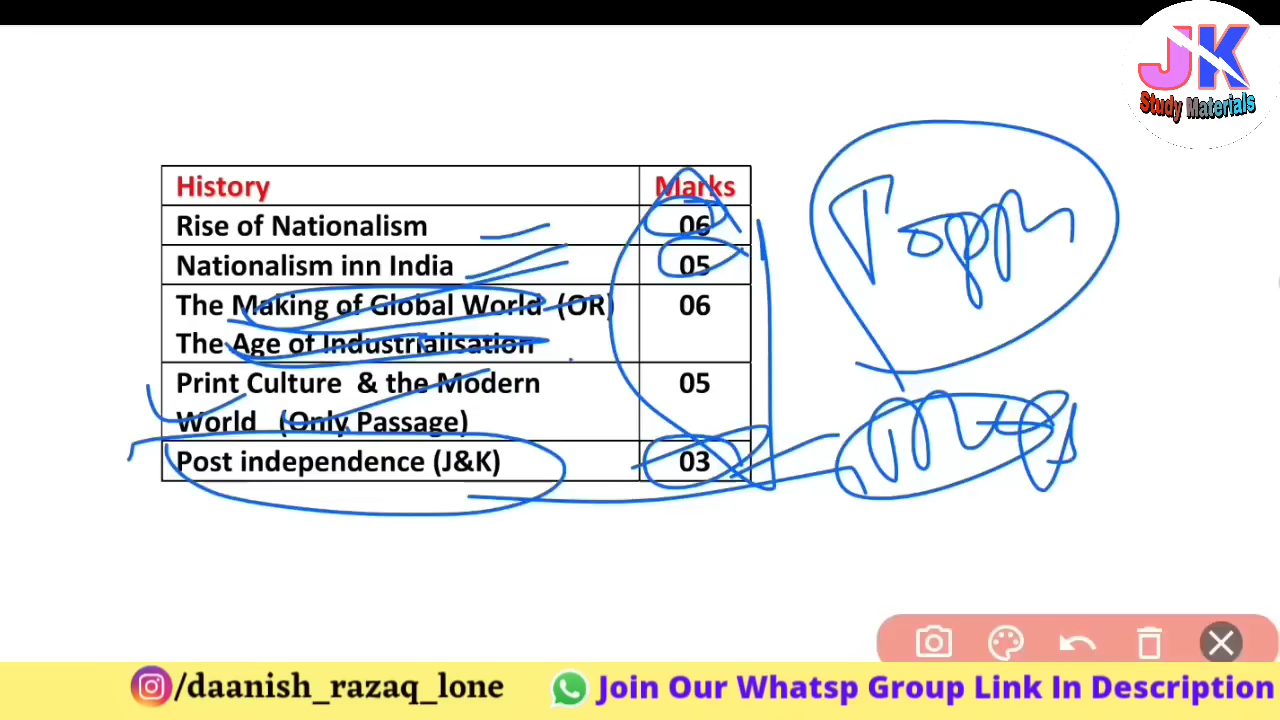 JK
Study Materials
History Marks
Rise of Nationalism 06
Nationalism inn India 05
The Making of Global World (OR) 06
The Age of Industrialisation
Print Culture & the Modern 05
World (Only Passage)
Post independence (J&K) 03
/daanish_razaq_lone Join Our Whatsp Group Link In Description